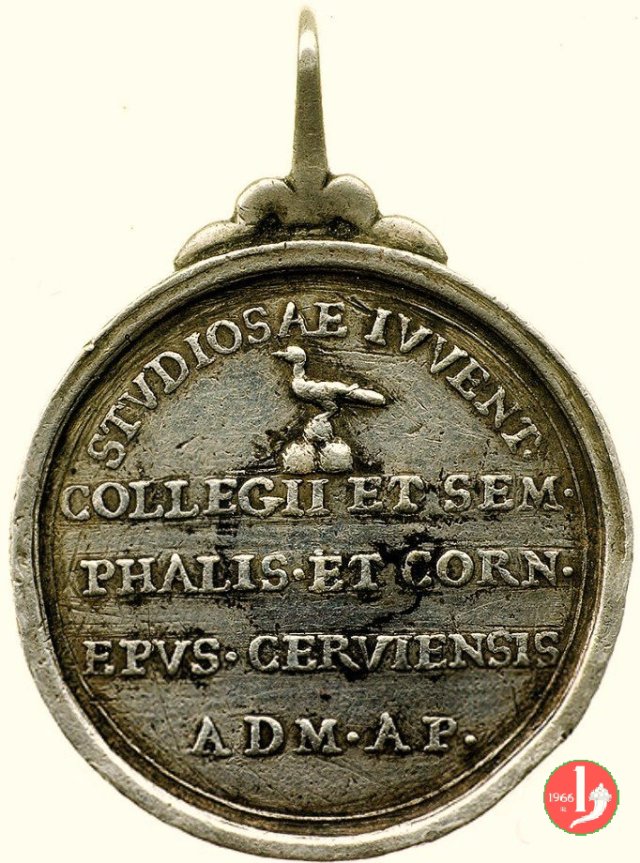 STVDIOSAE IVVENT·
COLLEGII ET SEM·
PHALIS·ET CORN·
EPVS·CERVIENSIS
ADM·AP·
1966